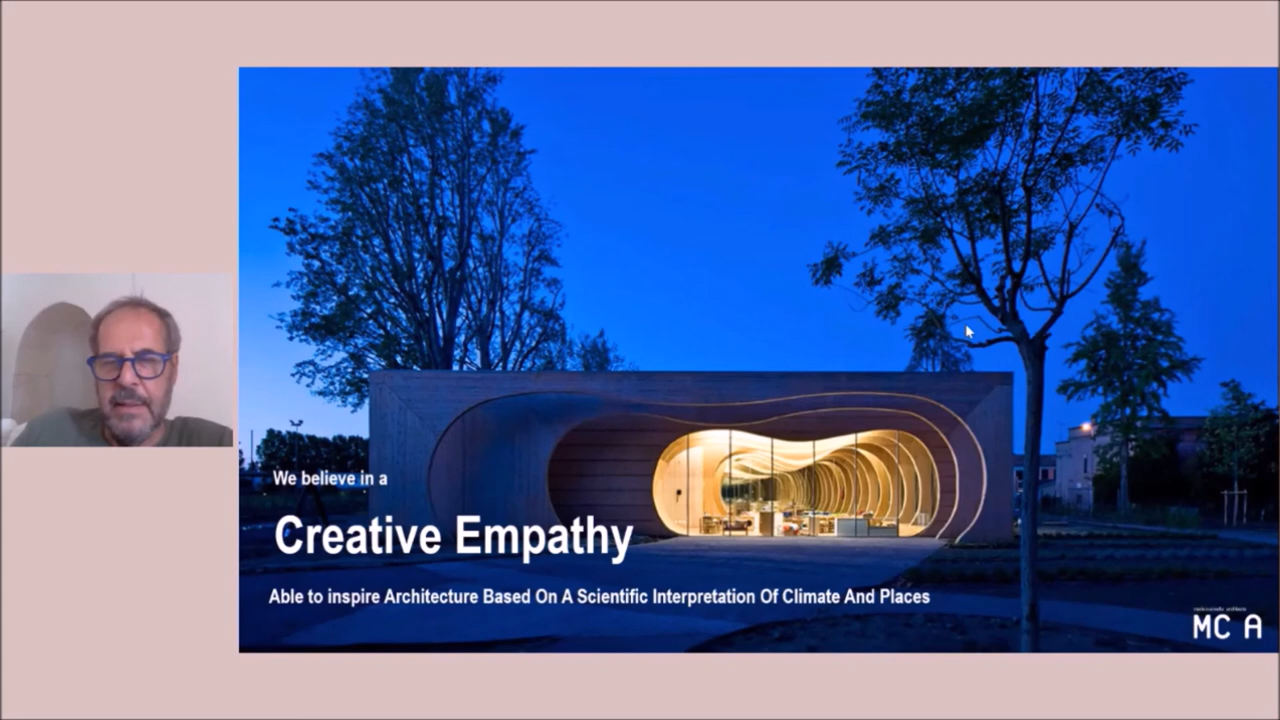 We believe in a
Creative Empathy
Able to inspire Architecture Based On A Scientific Interpretation Of Climate And Places
MC A